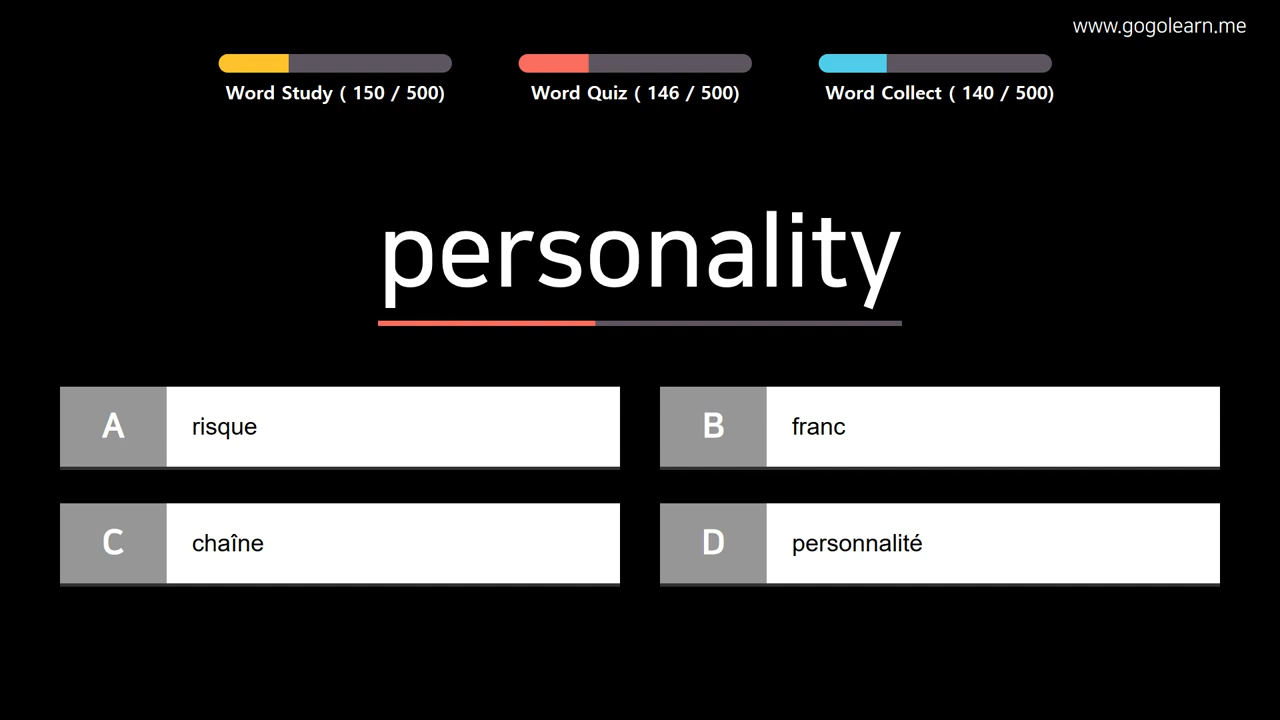 www.gogolearn.me
Word Study ( 150 / 500)
Word Quiz ( 146 / 500)
Word Collect ( 140 / 500)
personality
A risque
B franc
C chaîne
D personnalité